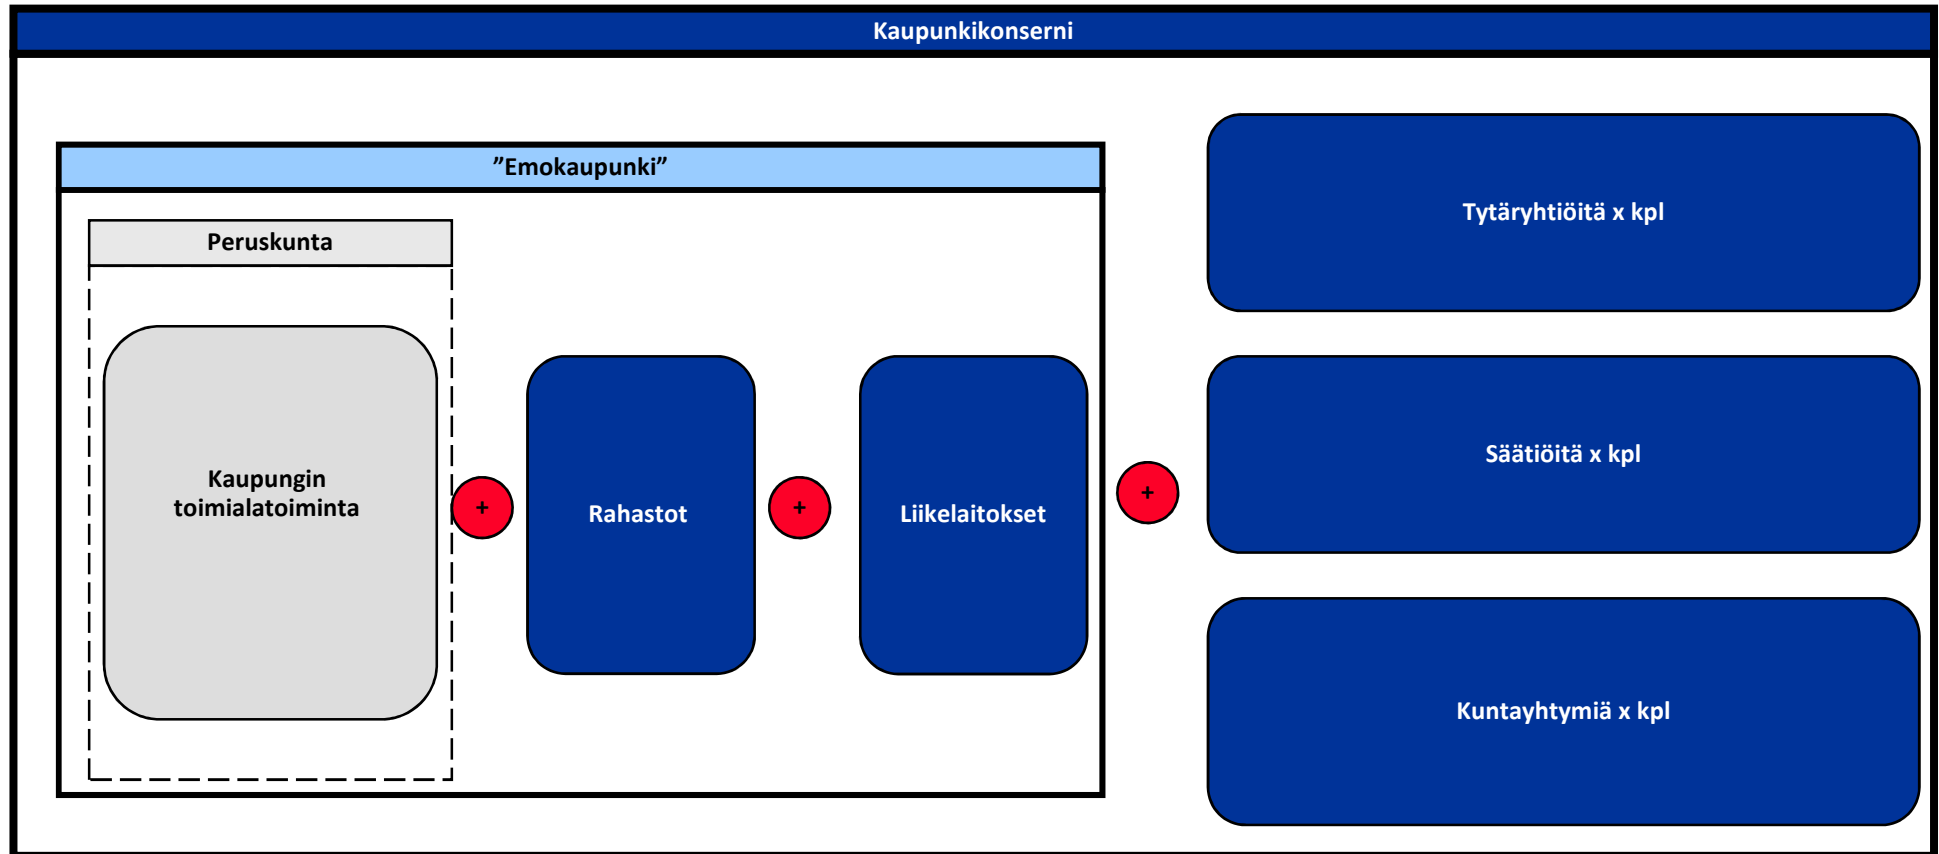 Kaupunkikonserni
”Emokaupunki”
Peruskunta
Kaupungin
toimialatoiminta
+
Rahastot
+
Liikelaitokset
+
Tytäryhtiöitä x kpl
Säätiöitä x kpl
Kuntayhtymiä x kpl